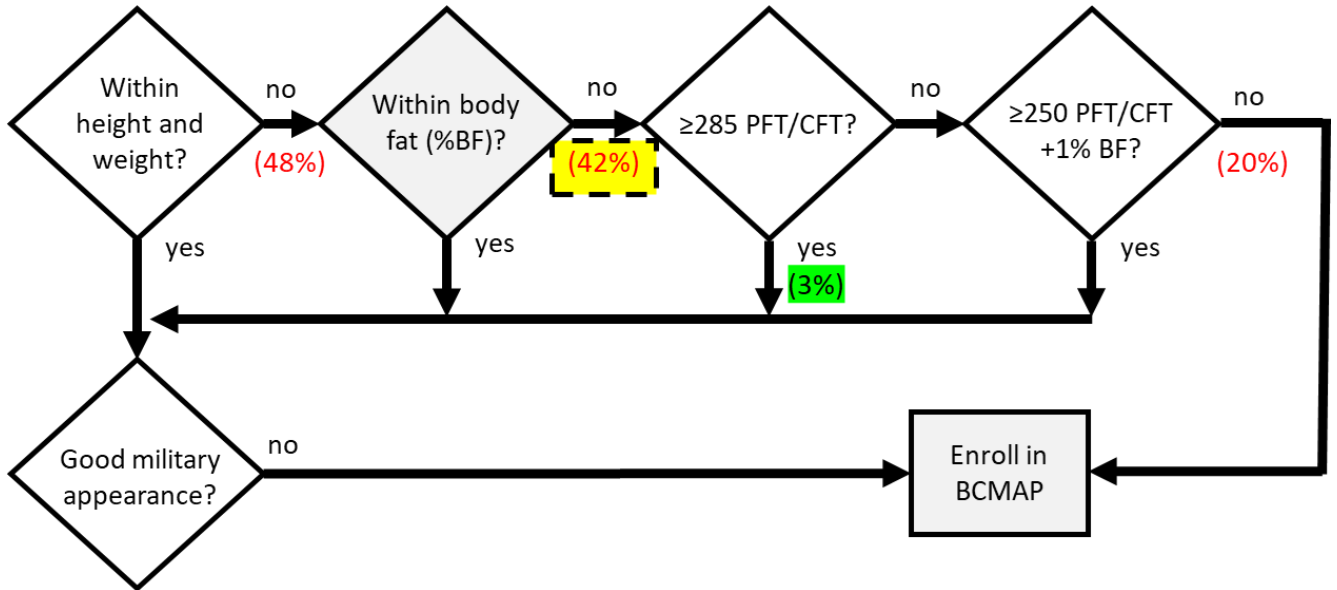 Within
height and
weight?
no
(48%)
yes
Within body
fat (%BF)?
no
(42%)
yes
≥285 PFT/CFT?
no
yes
(3%)
≥250 PFT/CFT
+1% BF?
no
(20%)
yes
Good military
appearance?
no
Enroll in
BCMAP